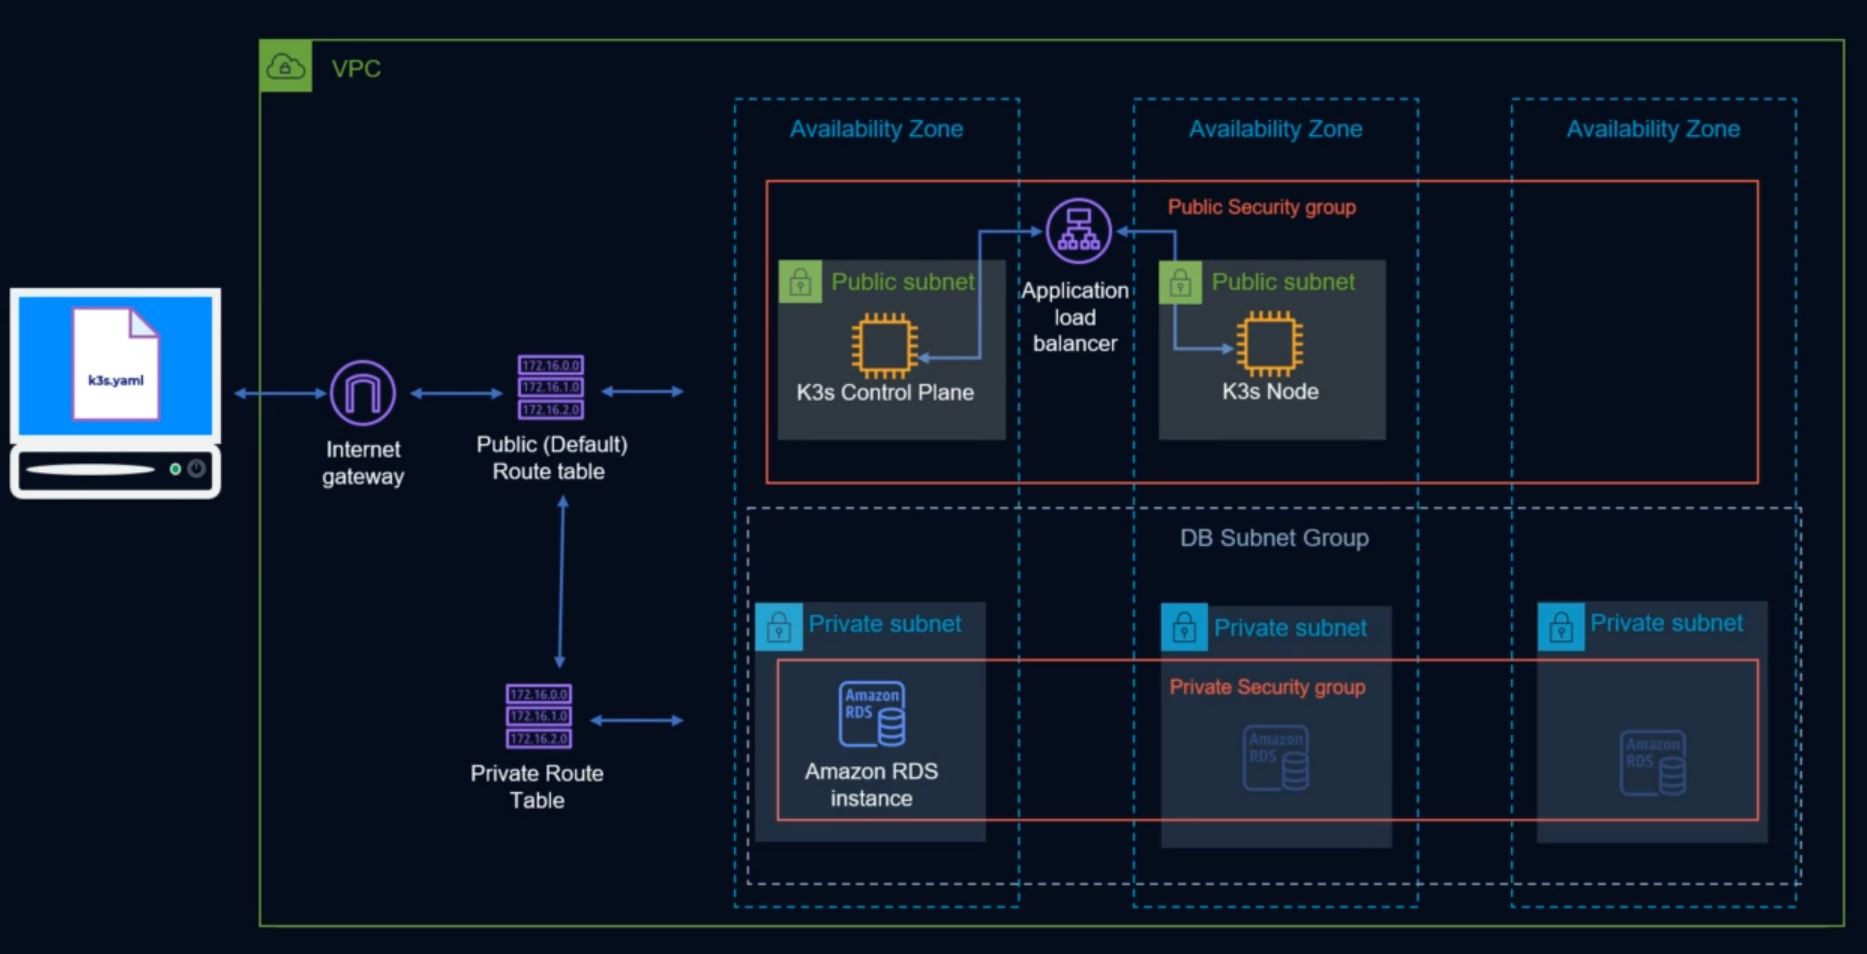 VPC
Availability Zone
Availability Zone
Availability Zone
Public Security group
Public subnet
Public subnet
Application
load
balancer
K3s Control Plane
K3s Node
k3s.yaml
Internet
gateway
172.16.0.0
172.16.1.0
172.16.2.0
Public (Default)
Route table
DB Subnet Group
Private subnet
Private subnet
Private subnet
Private Security group
Amazon
RDS
Amazon RDS
instance
Amazon
RDS
Amazon
RDS
172.16.0.0
172.16.1.0
172.16.2.0
Private Route
Table